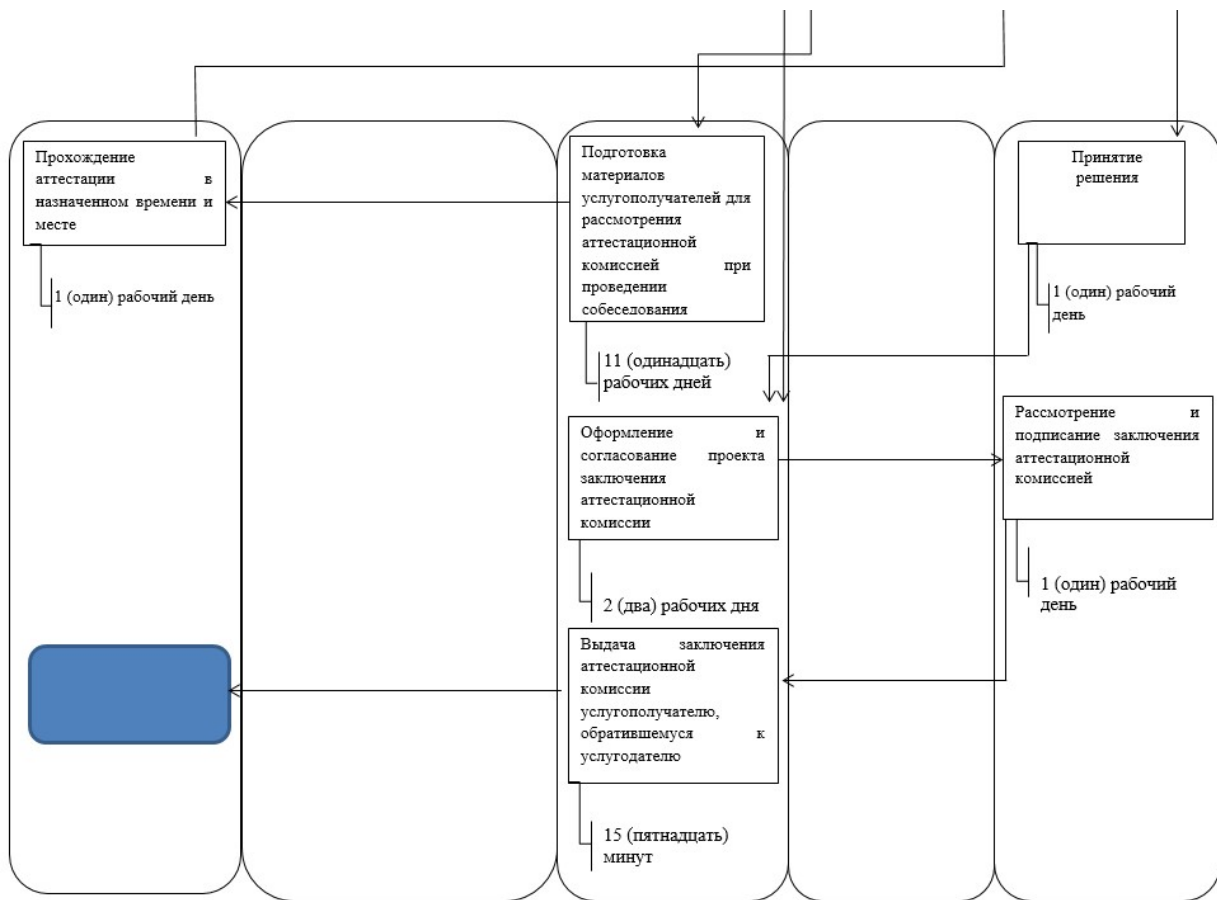 Прохождение
аттестации в
назначенном времени и
месте
1 (один) рабочий день
Подготовка
материалов
услугополучателей для
рассмотрения
аттестационной
комиссией при
проведении
собеседования
11 (одинадцать)
рабочих дней
Принятие
решения
1 (один) рабочий
день
Оформление и
согласование проекта
заключения
аттестационной
комиссии
2 (два) рабочих дня
Рассмотрение и
подписание заключения
аттестационной
комиссией
1 (один) рабочий
день
Выдача заключения
аттестационной
комиссии
услугополучателю,
обратившемуся к
услугодателю
15 (пятнадцать)
минут